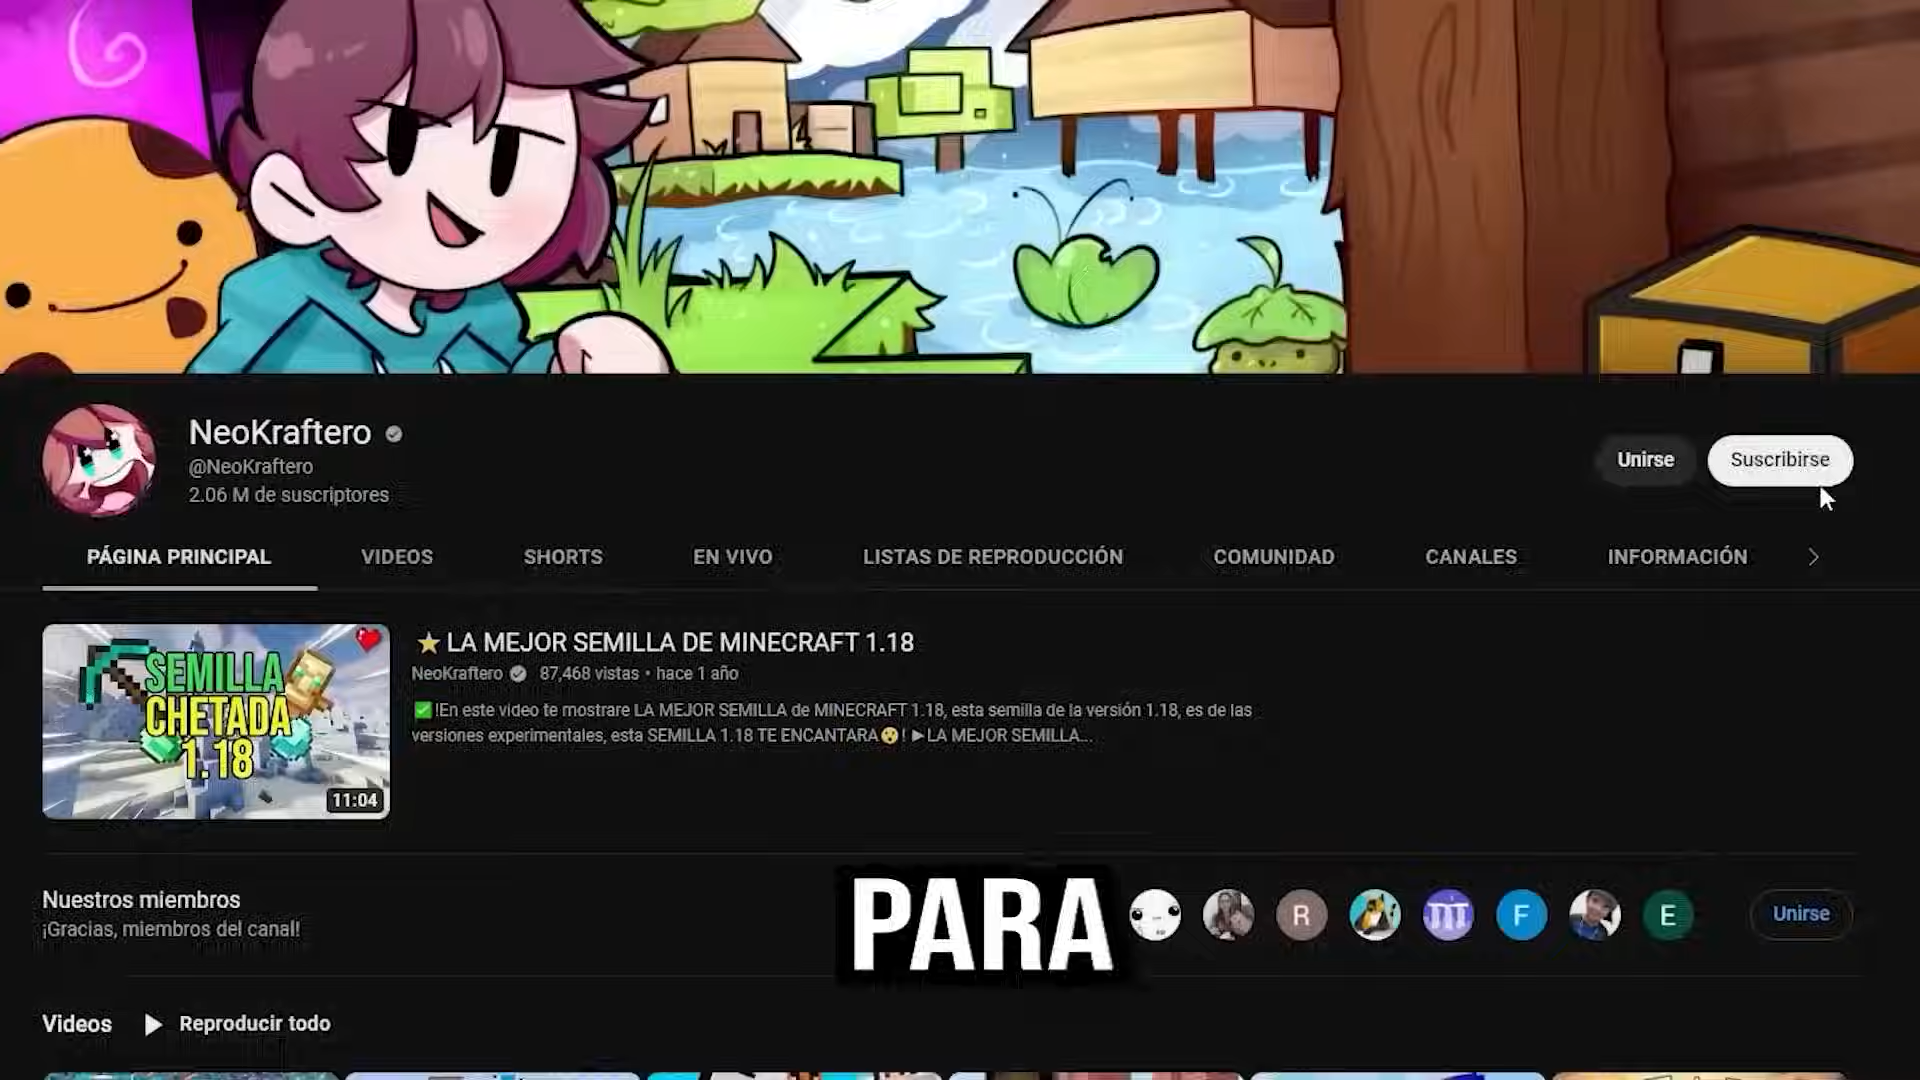 NeoKraftero
@NeoKraftero
2.06 M de suscriptores
Unirse
Suscribirse
PÁGINA PRINCIPAL
VIDEOS
SHORTS
EN VIVO
LISTAS DE REPRODUCCIÓN
COMUNIDAD
CANALES
INFORMACIÓN
SEMILLA
CHETADA
1.18
11:04
⭐ LA MEJOR SEMILLA DE MINECRAFT 1.18
NeoKraftero 87,468 vistas • hace 1 año
✅!En este video te mostrare LA MEJOR SEMILLA de MINECRAFT 1.18, esta semilla de la versión 1.18, es de las
versiones experimentales, esta SEMILLA 1.18 TE ENCANTARA😮! ►LA MEJOR SEMILLA...
Nuestros miembros
¡Gracias, miembros del canal!
PARA
R
F
E
Unirse
Videos
Reproducir todo